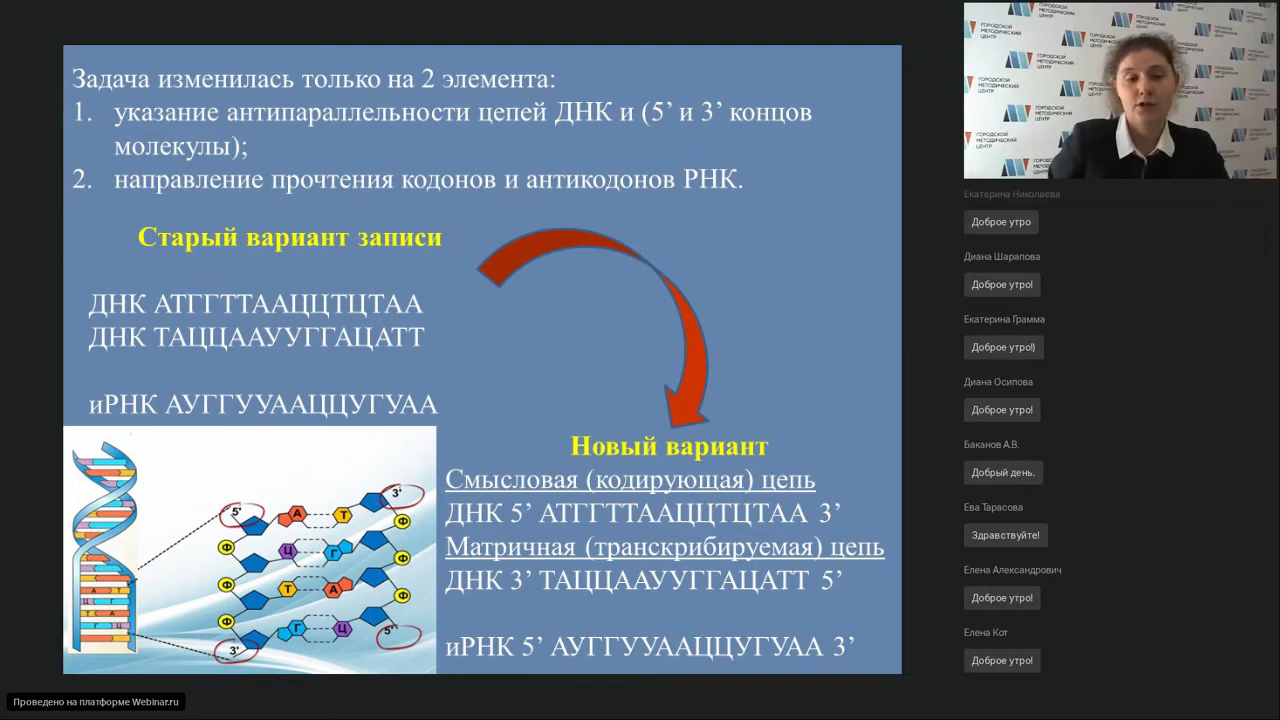 Задача изменилась только на 2 элемента:
1. указание антипараллельности цепей ДНК и (5’ и 3’ концов
молекулы);
2. направление прочтения кодонов и антикодонов РНК.
Старый вариант записи
ДНК АТГГТТААЦЦТЦТАА
ДНК ТАЦЦААУУГГАЦАТТ
иРНК АУГГУУААЦЦУГУАА
Новый вариант
Смысловая (кодирующая) цепь
ДНК 5’ АТГГТТААЦЦТЦТАА 3’
Матричная (транскрибируемая) цепь
ДНК 3’ ТАЦЦААУУГГАЦАТТ 5’
иРНК 5’ АУГГУУААЦЦУГУАА 3’
5' А Т 3'
Ф Ф
Ц Г
Ф Ф
Т А
Ф Ф
Г Ц
Ф Ф
3' 5'
ГОРОДСКОЙ
МЕТОДИЧЕСКИЙ
ЦЕНТР
Екатерина Николаева
Доброе утро
Диана Шарапова
Доброе утро!
Екатерина Грамма
Доброе утро!)
Диана Осипова
Доброе утро!
Баканов А.В.
Добрый день.
Ева Тарасова
Здравствуйте!
Елена Александрович
Доброе утро!
Елена Кот
Доброе утро!
Проведено на платформе Webinar.ru